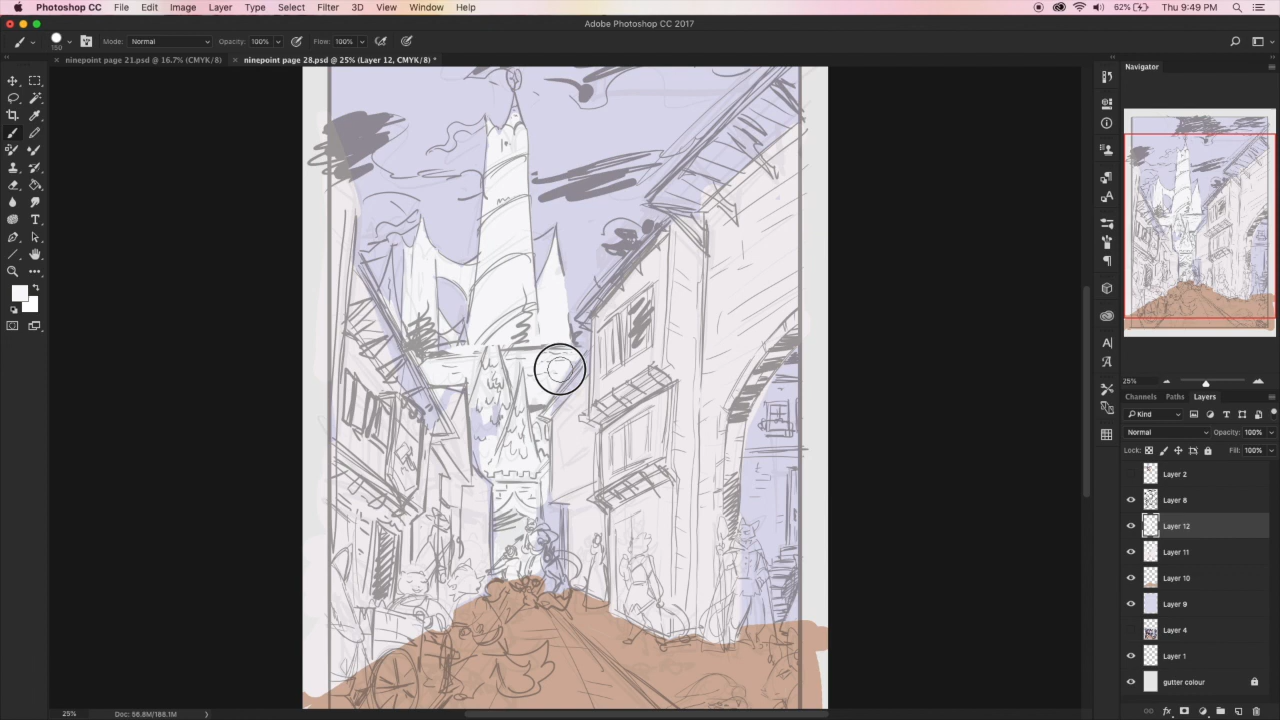 Photoshop CC File Edit Image Layer Type Select Filter 3D View Window Help 62% Thu 9:49 PM
Adobe Photoshop CC 2017
150 Mode: Normal Opacity: 100% Flow: 100%
× ninepoint page 21.psd @ 16.7% (CMYK/8) × ninepoint page 28.psd @ 25% (Layer 12, CMYK/8) *
Navigator
25%
Channels Paths Layers
Kind
Normal Opacity: 100%
Lock: Fill: 100%
Layer 2
Layer 8
Layer 12
Layer 11
Layer 10
Layer 9
Layer 4
Layer 1
gutter colour
25% Doc: 56.8M/188.1M